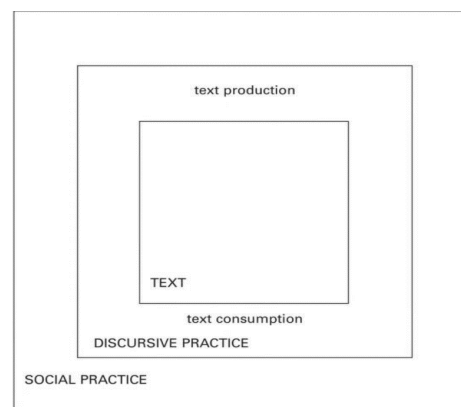 text production
TEXT
text consumption
DISCURSIVE PRACTICE
SOCIAL PRACTICE